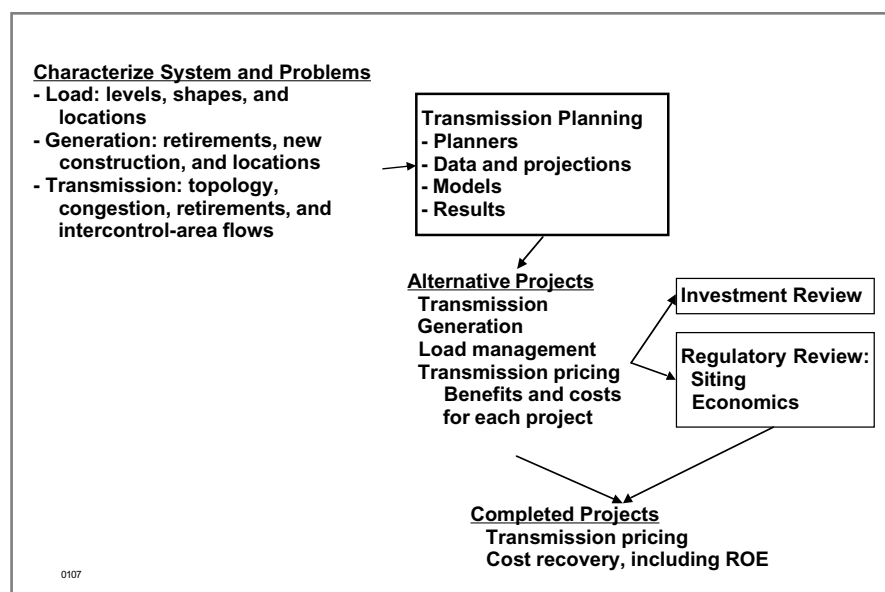 Characterize System and Problems
- Load: levels, shapes, and
locations
- Generation: retirements, new
construction, and locations
- Transmission: topology,
congestion, retirements, and
intercontrol-area flows
Transmission Planning
- Planners
- Data and projections
- Models
- Results
Alternative Projects
Transmission
Generation
Load management
Transmission pricing
Benefits and costs
for each project
Investment Review
Regulatory Review:
Siting
Economics
Completed Projects
Transmission pricing
Cost recovery, including ROE
0107